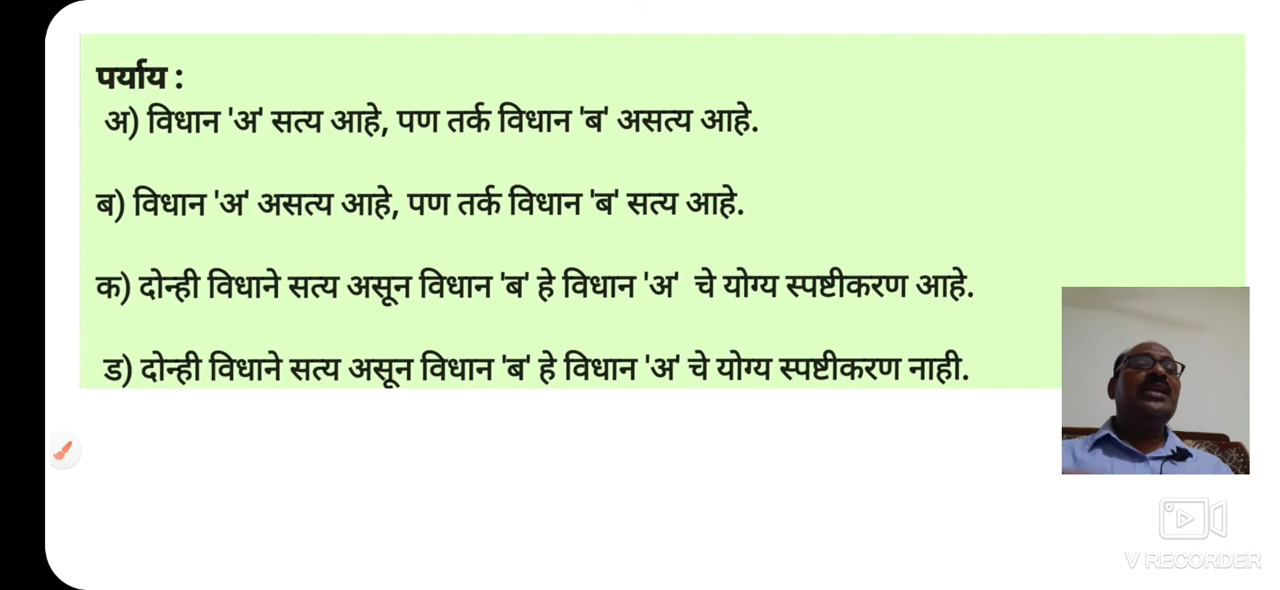 पर्याय :
अ) विधान 'अ' सत्य आहे, पण तर्क विधान 'ब' असत्य आहे.
ब) विधान 'अ' असत्य आहे, पण तर्क विधान 'ब' सत्य आहे.
क) दोन्ही विधाने सत्य असून विधान 'ब' हे विधान 'अ' चे योग्य स्पष्टीकरण आहे.
ड) दोन्ही विधाने सत्य असून विधान 'ब' हे विधान 'अ' चे योग्य स्पष्टीकरण नाही.
V RECORDER